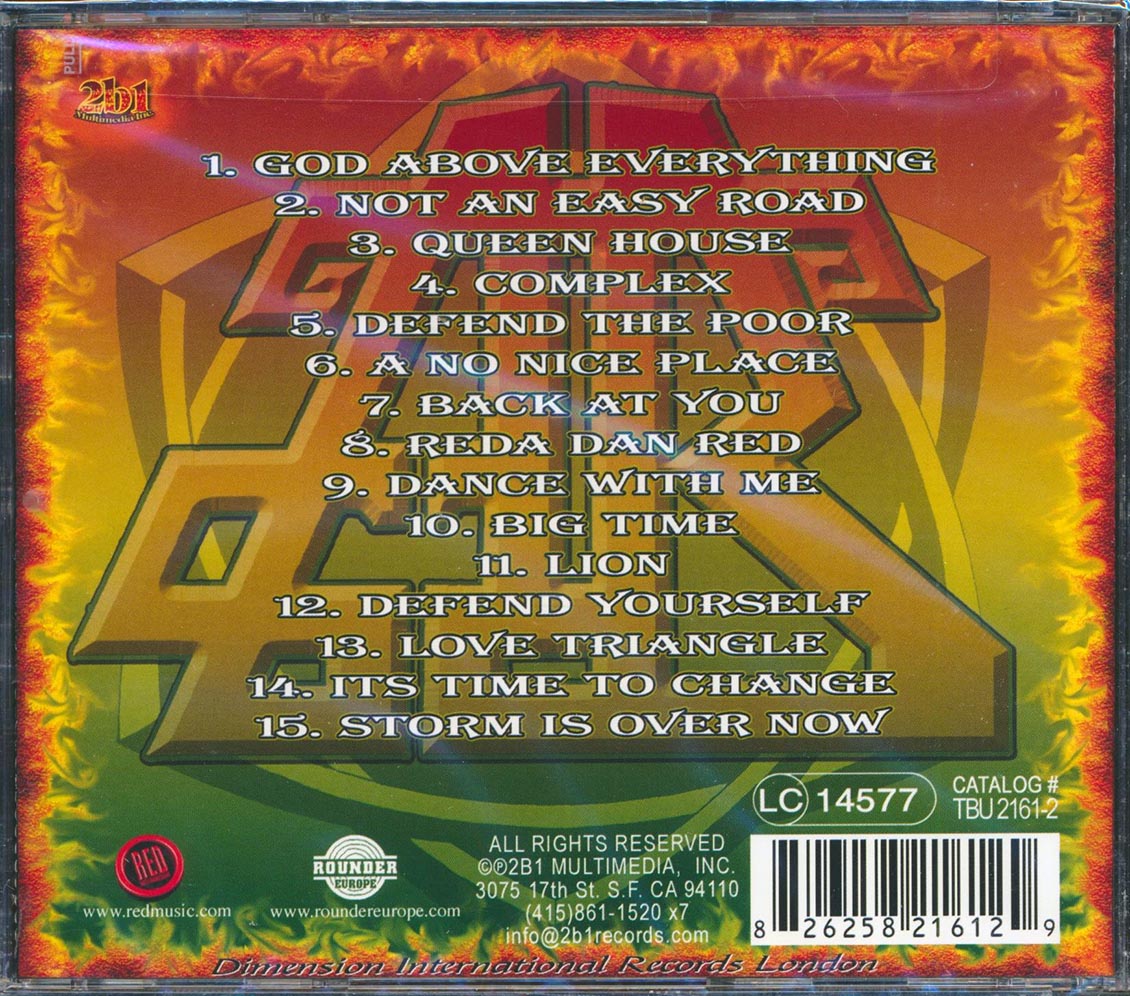 PULL
2b1
Multimedia Inc.
1. GOD ABOVE EVERYTHING
2. NOT AN EASY ROAD
3. QUEEN HOUSE
4. COMPLEX
5. DEFEND THE POOR
6. A NO NICE PLACE
7. BACK AT YOU
8. REDA DAN RED
9. DANCE WITH ME
10. BIG TIME
11. LION
12. DEFEND YOURSELF
13. LOVE TRIANGLE
14. ITS TIME TO CHANGE
15. STORM IS OVER NOW
LC 14577
CATALOG #
TBU 2161-2
RED
www.redmusic.com
ROUNDER
EUROPE
www.roundereurope.com
ALL RIGHTS RESERVED
©℗2B1 MULTIMEDIA, INC.
3075 17th St. S.F. CA 94110
(415)861-1520 x7
info@2b1records.com
8 26258 21612 9
Dimension International Records London